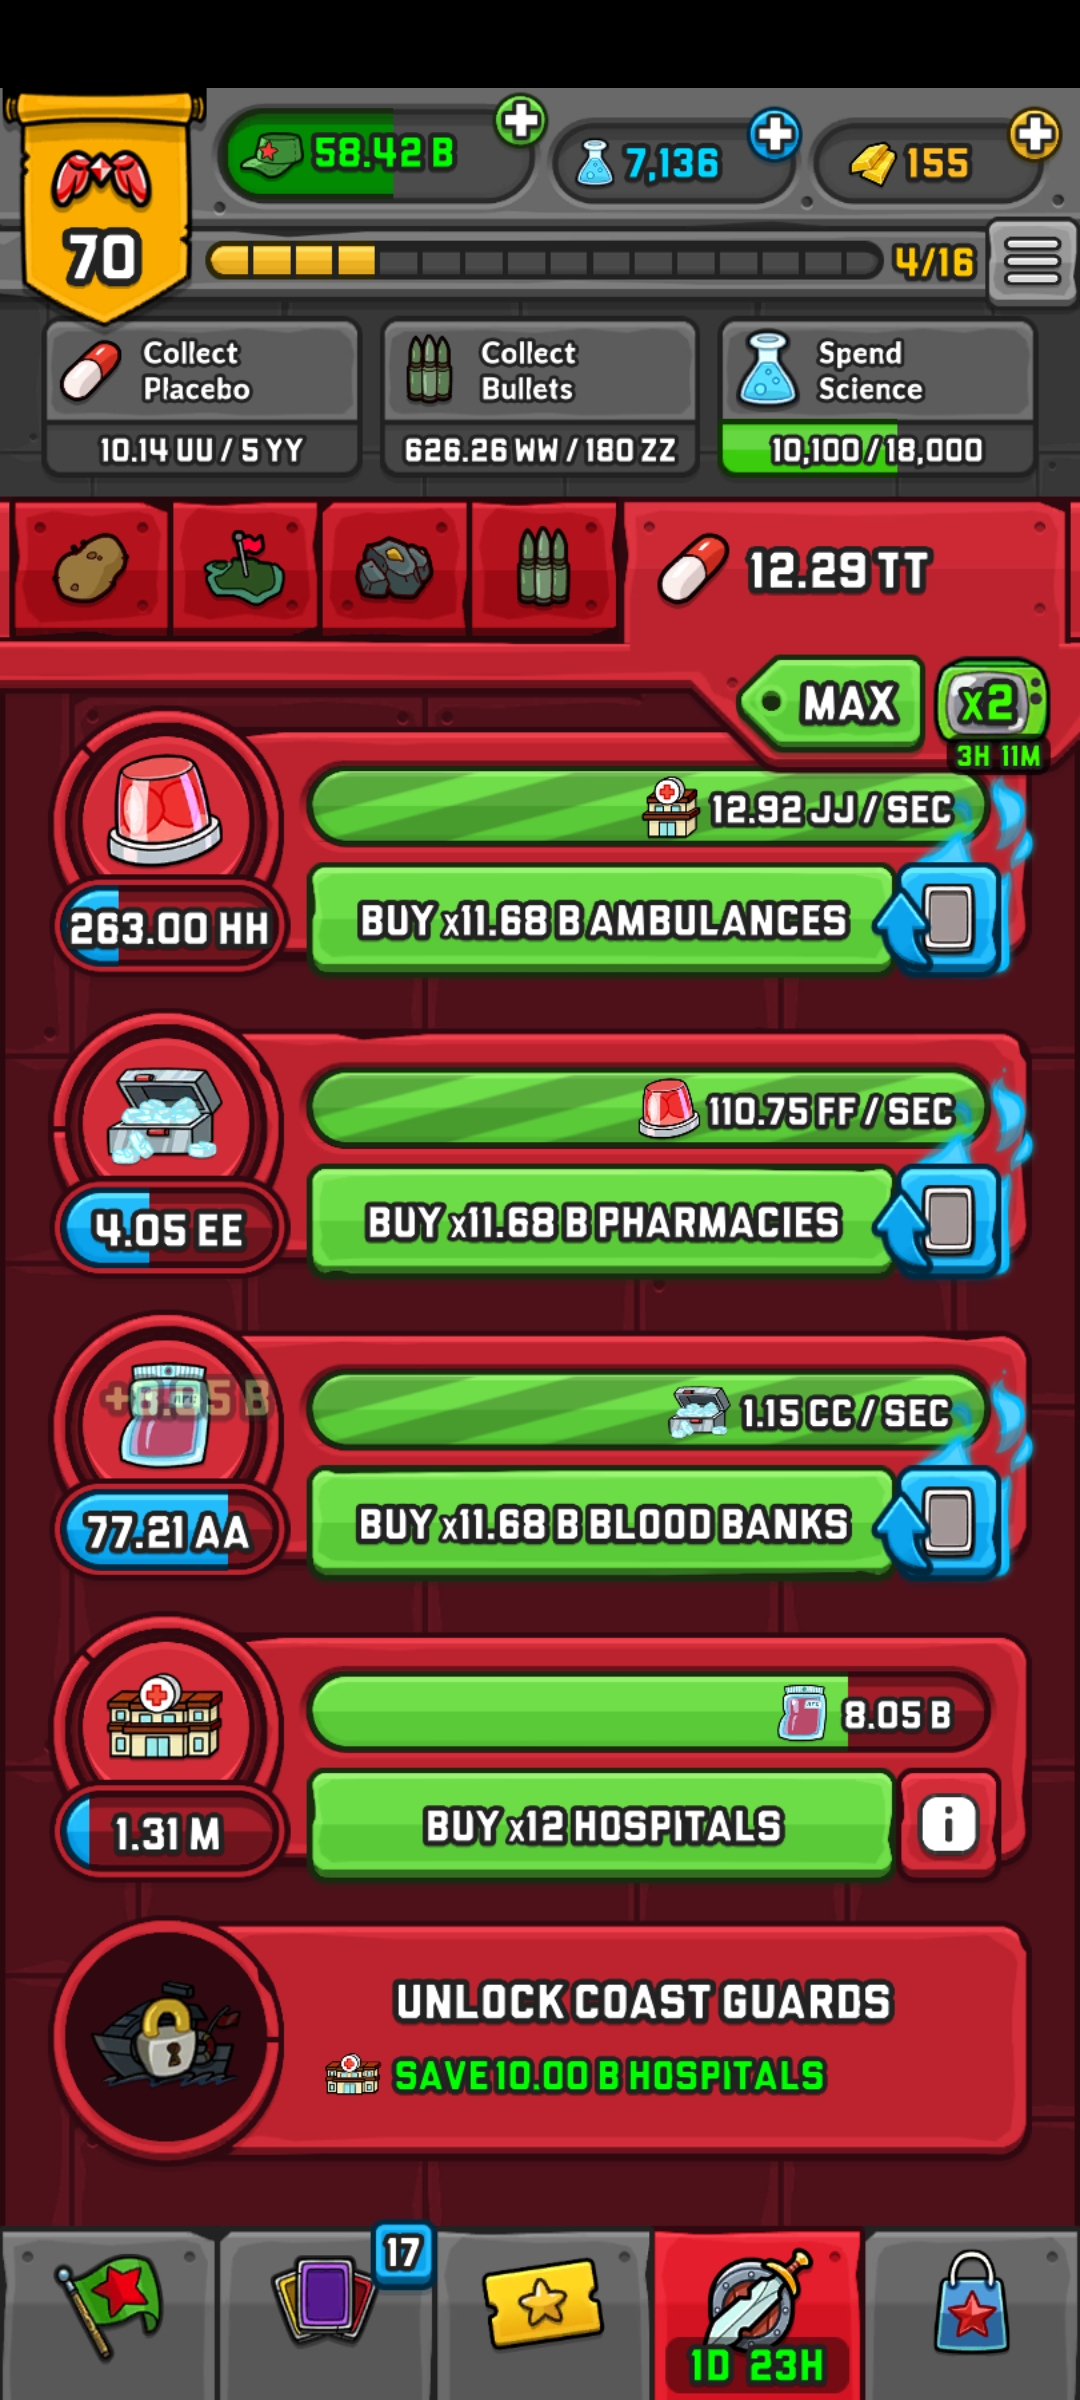 58.42 B
7,136
155
70
4/16
Collect
Placebo
10.14 UU / 5 YY
Collect
Bullets
626.26 WW / 180 ZZ
Spend
Science
10,100 / 18,000
12.29 TT
MAX
x2
3H 11M
12.92 JJ / SEC
263.00 HH
BUY x11.68 B AMBULANCES
110.75 FF / SEC
4.05 EE
BUY x11.68 B PHARMACIES
+8.05 B
1.15 CC / SEC
77.21 AA
BUY x11.68 B BLOOD BANKS
8.05 B
1.31 M
BUY x12 HOSPITALS
i
UNLOCK COAST GUARDS
SAVE 10.00 B HOSPITALS
17
1D 23H